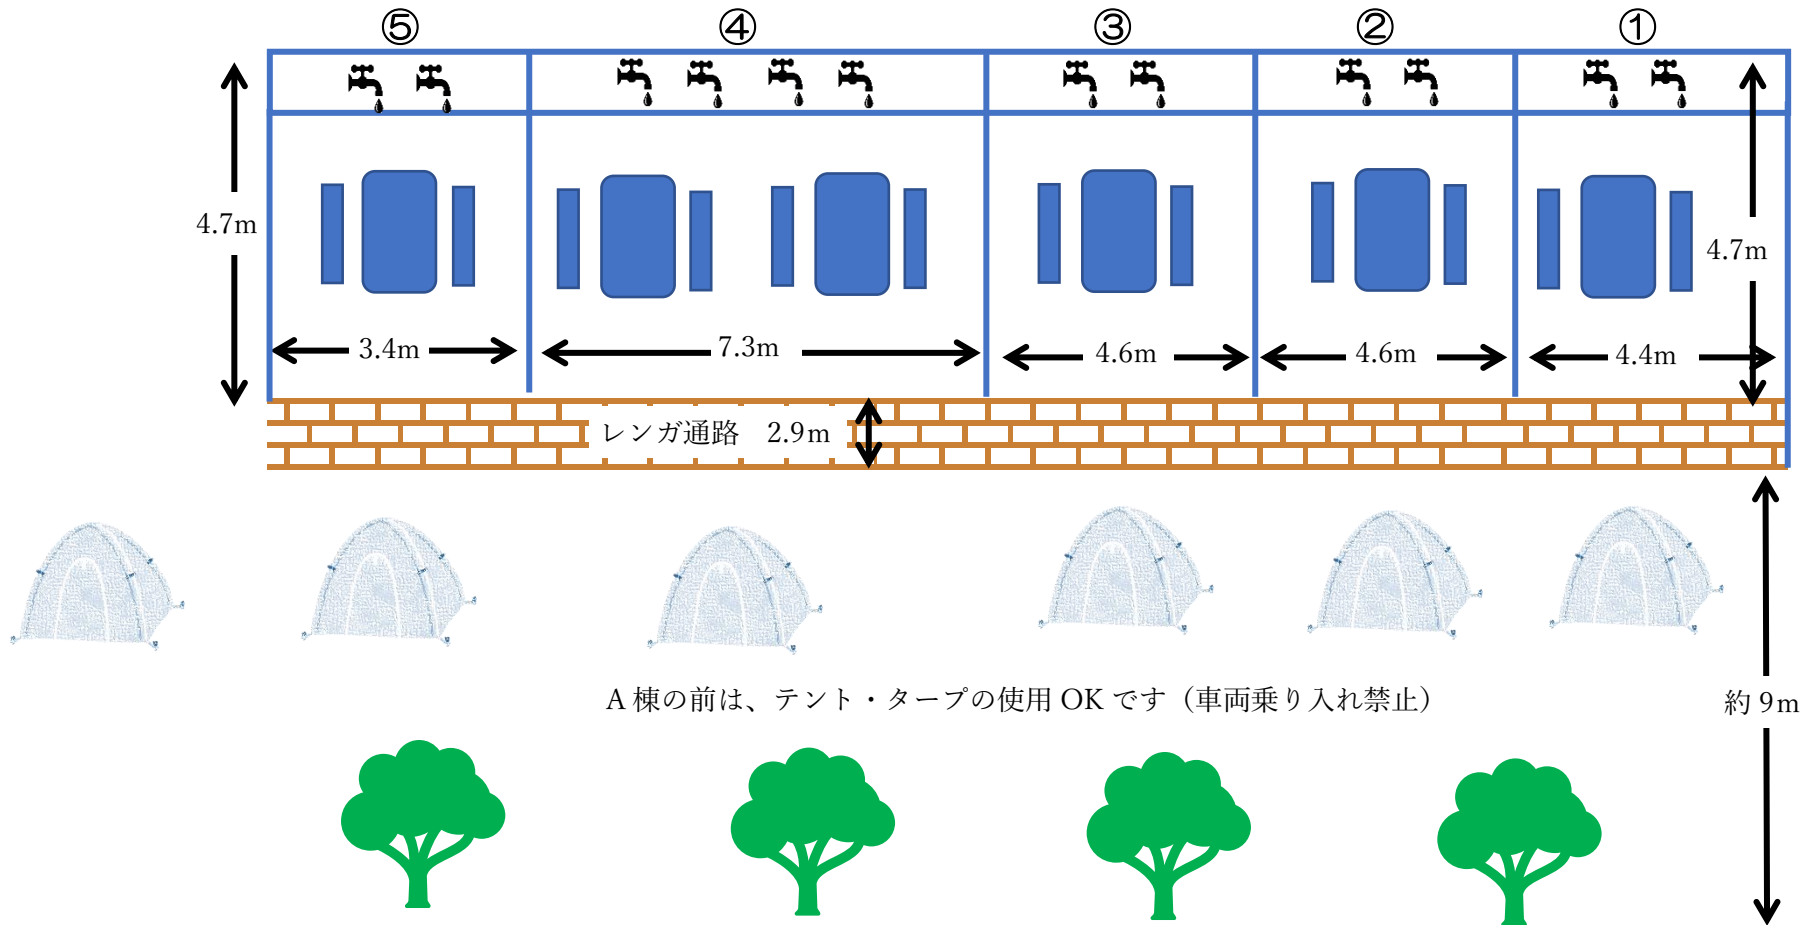 ⑤ ④ ③ ② ①
4.7m
4.7m
3.4m 7.3m 4.6m 4.6m 4.4m
レンガ通路　2.9m
A 棟の前は、テント・タープの使用 OK です（車両乗り入れ禁止）
約 9m